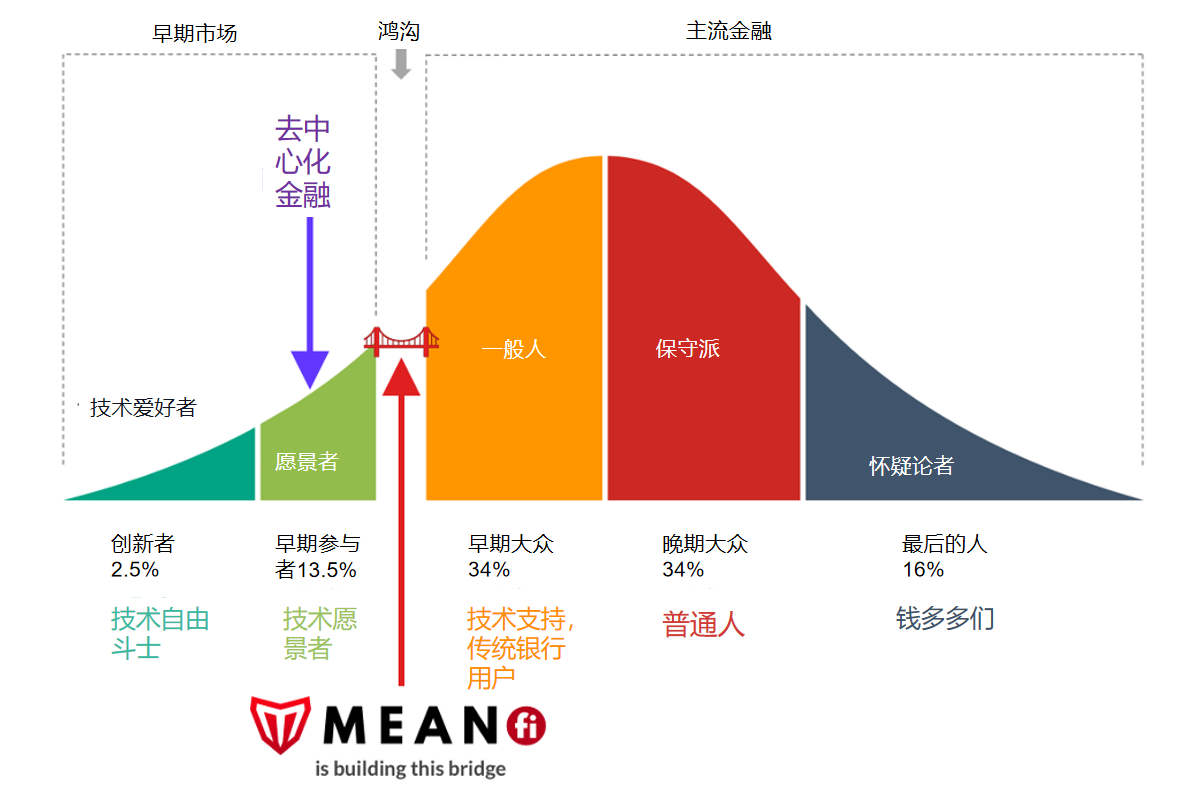 早期市场
鸿沟
主流金融
去中
心化
金融
一般人
保守派
技术爱好者
愿景者
怀疑论者
创新者
2.5%
早期参与
者13.5%
早期大众
34%
晚期大众
34%
最后的人
16%
技术自由
斗士
技术愿
景者
技术支持，
传统银行
用户
普通人
钱多多们
MEAN fi
is building this bridge